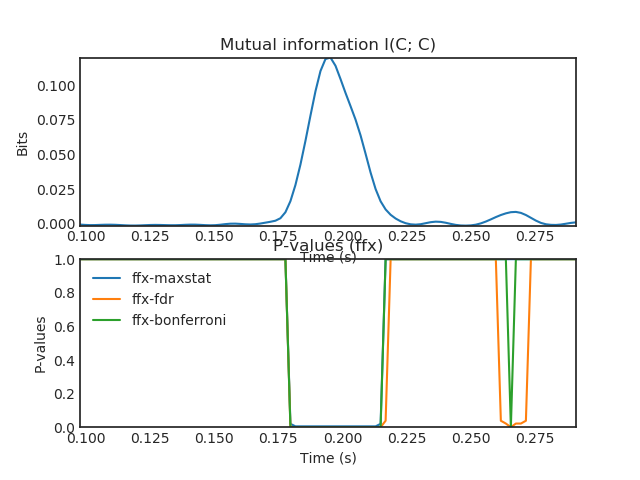 Mutual information I(C; C)
Bits
0.100
0.075
0.050
0.025
0.000
0.100 0.125 0.150 0.175 0.200 0.225 0.250 0.275
Time (s)
P-values (ffx)
P-values
1.0
0.8
0.6
0.4
0.2
0.0
ffx-maxstat
ffx-fdr
ffx-bonferroni
0.100 0.125 0.150 0.175 0.200 0.225 0.250 0.275
Time (s)